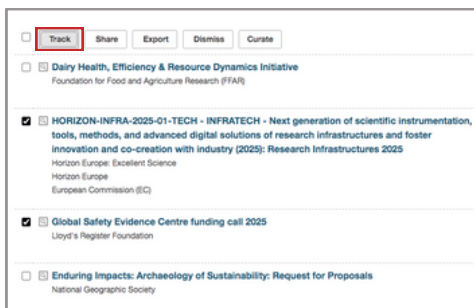 Track Share Export Dismiss Curate
Dairy Health, Efficiency & Resource Dynamics Initiative
Foundation for Food and Agriculture Research (FFAR)
HORIZON-INFRA-2025-01-TECH - INFRATECH - Next generation of scientific instrumentation,
tools, methods, and advanced digital solutions of research infrastructures and foster
innovation and co-creation with industry (2025): Research Infrastructures 2025
Horizon Europe: Excellent Science
Horizon Europe
European Commission (EC)
Global Safety Evidence Centre funding call 2025
Lloyd's Register Foundation
Enduring Impacts: Archaeology of Sustainability: Request for Proposals
National Geographic Society